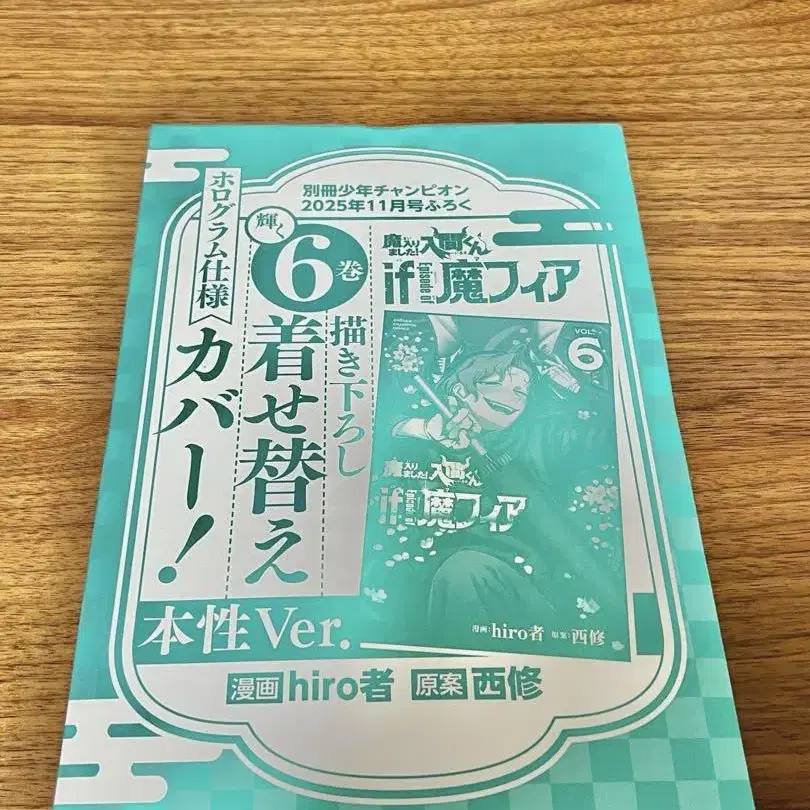 別冊少年チャンピオン
2025年11月号ふろく
魔入りました!入間くん
if Episode of 魔フィア
輝く
6巻
描き下ろし
着せ替え
ホログラム仕様
カバー!
本性Ver.
VOL.
6
魔入りました!入間くん
if Episode of 魔フィア
漫画:hiro者 原案:西修
漫画 hiro者 原案 西修